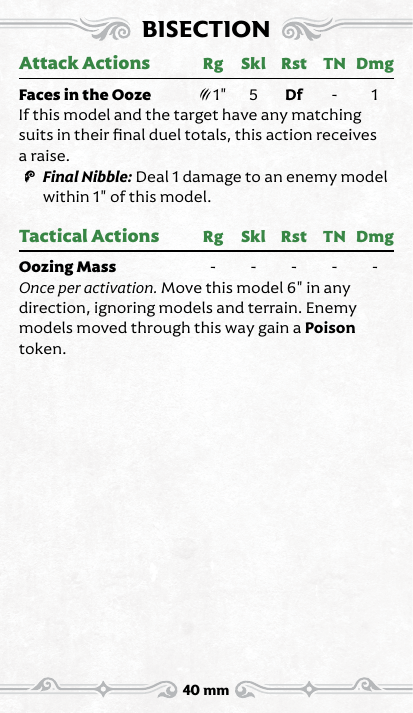 BISECTION
Attack Actions Rg Skl Rst TN Dmg
Faces in the Ooze 1" 5 Df - 1
If this model and the target have any matching
suits in their final duel totals, this action receives
a raise.
Final Nibble: Deal 1 damage to an enemy model
within 1" of this model.
Tactical Actions Rg Skl Rst TN Dmg
Oozing Mass - - - - -
Once per activation. Move this model 6" in any
direction, ignoring models and terrain. Enemy
models moved through this way gain a Poison
token.
40 mm